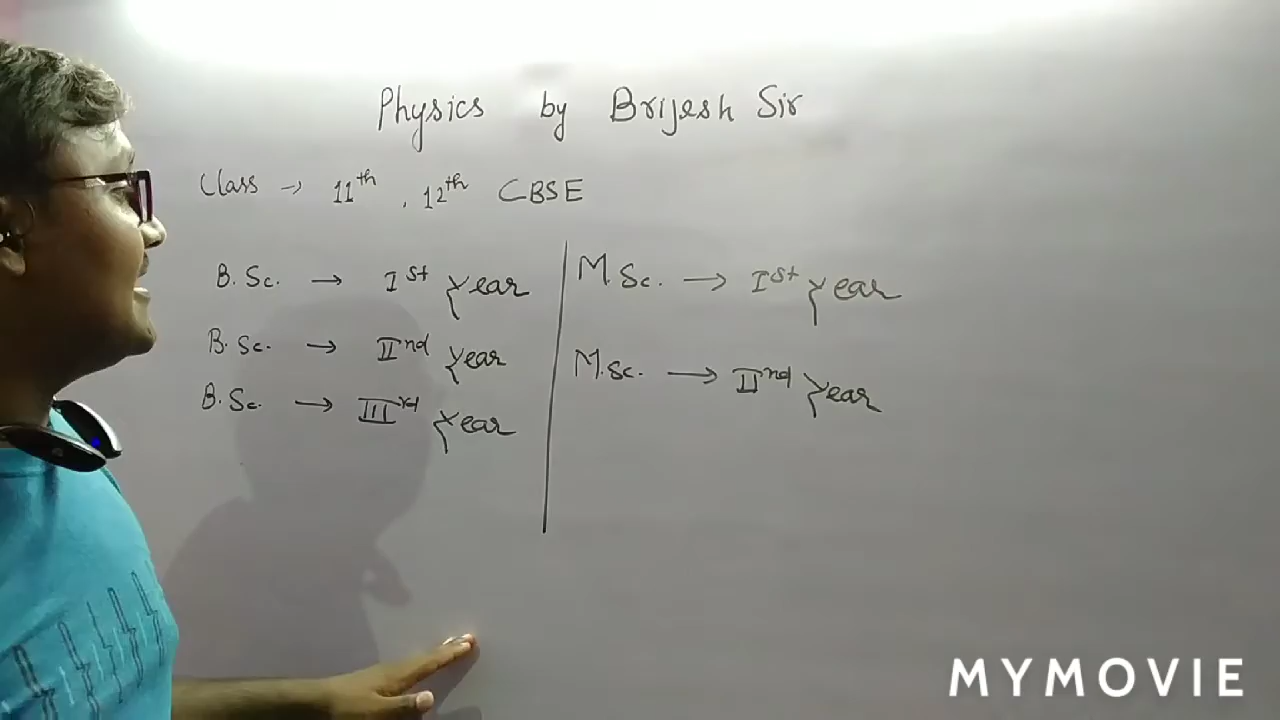 Physics by Brijesh Sir
Class → 11th , 12th CBSE
B. Sc. → Ist year
B. Sc. → IInd year
B. Sc. → IIIrd year
M. Sc. → Ist year
M. Sc. → IInd year
MYMOVIE